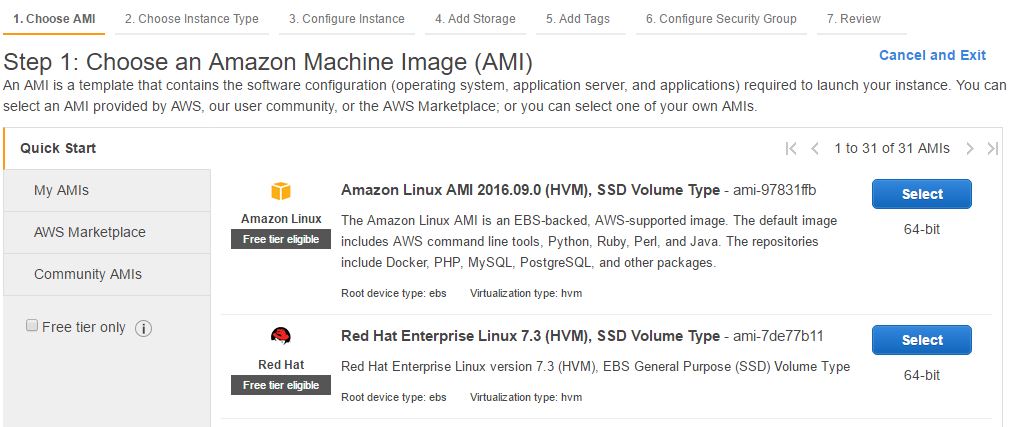 1. Choose AMI 2. Choose Instance Type 3. Configure Instance 4. Add Storage 5. Add Tags 6. Configure Security Group 7. Review
Step 1: Choose an Amazon Machine Image (AMI)
Cancel and Exit
An AMI is a template that contains the software configuration (operating system, application server, and applications) required to launch your instance. You can
select an AMI provided by AWS, our user community, or the AWS Marketplace; or you can select one of your own AMIs.
Quick Start
1 to 31 of 31 AMIs
My AMIs
AWS Marketplace
Community AMIs
Free tier only
Amazon Linux
Free tier eligible
Amazon Linux AMI 2016.09.0 (HVM), SSD Volume Type - ami-97831ffb
The Amazon Linux AMI is an EBS-backed, AWS-supported image. The default image
includes AWS command line tools, Python, Ruby, Perl, and Java. The repositories
include Docker, PHP, MySQL, PostgreSQL, and other packages.
Root device type: ebs Virtualization type: hvm
Select
64-bit
Red Hat
Free tier eligible
Red Hat Enterprise Linux 7.3 (HVM), SSD Volume Type - ami-7de77b11
Red Hat Enterprise Linux version 7.3 (HVM), EBS General Purpose (SSD) Volume Type
Root device type: ebs Virtualization type: hvm
Select
64-bit